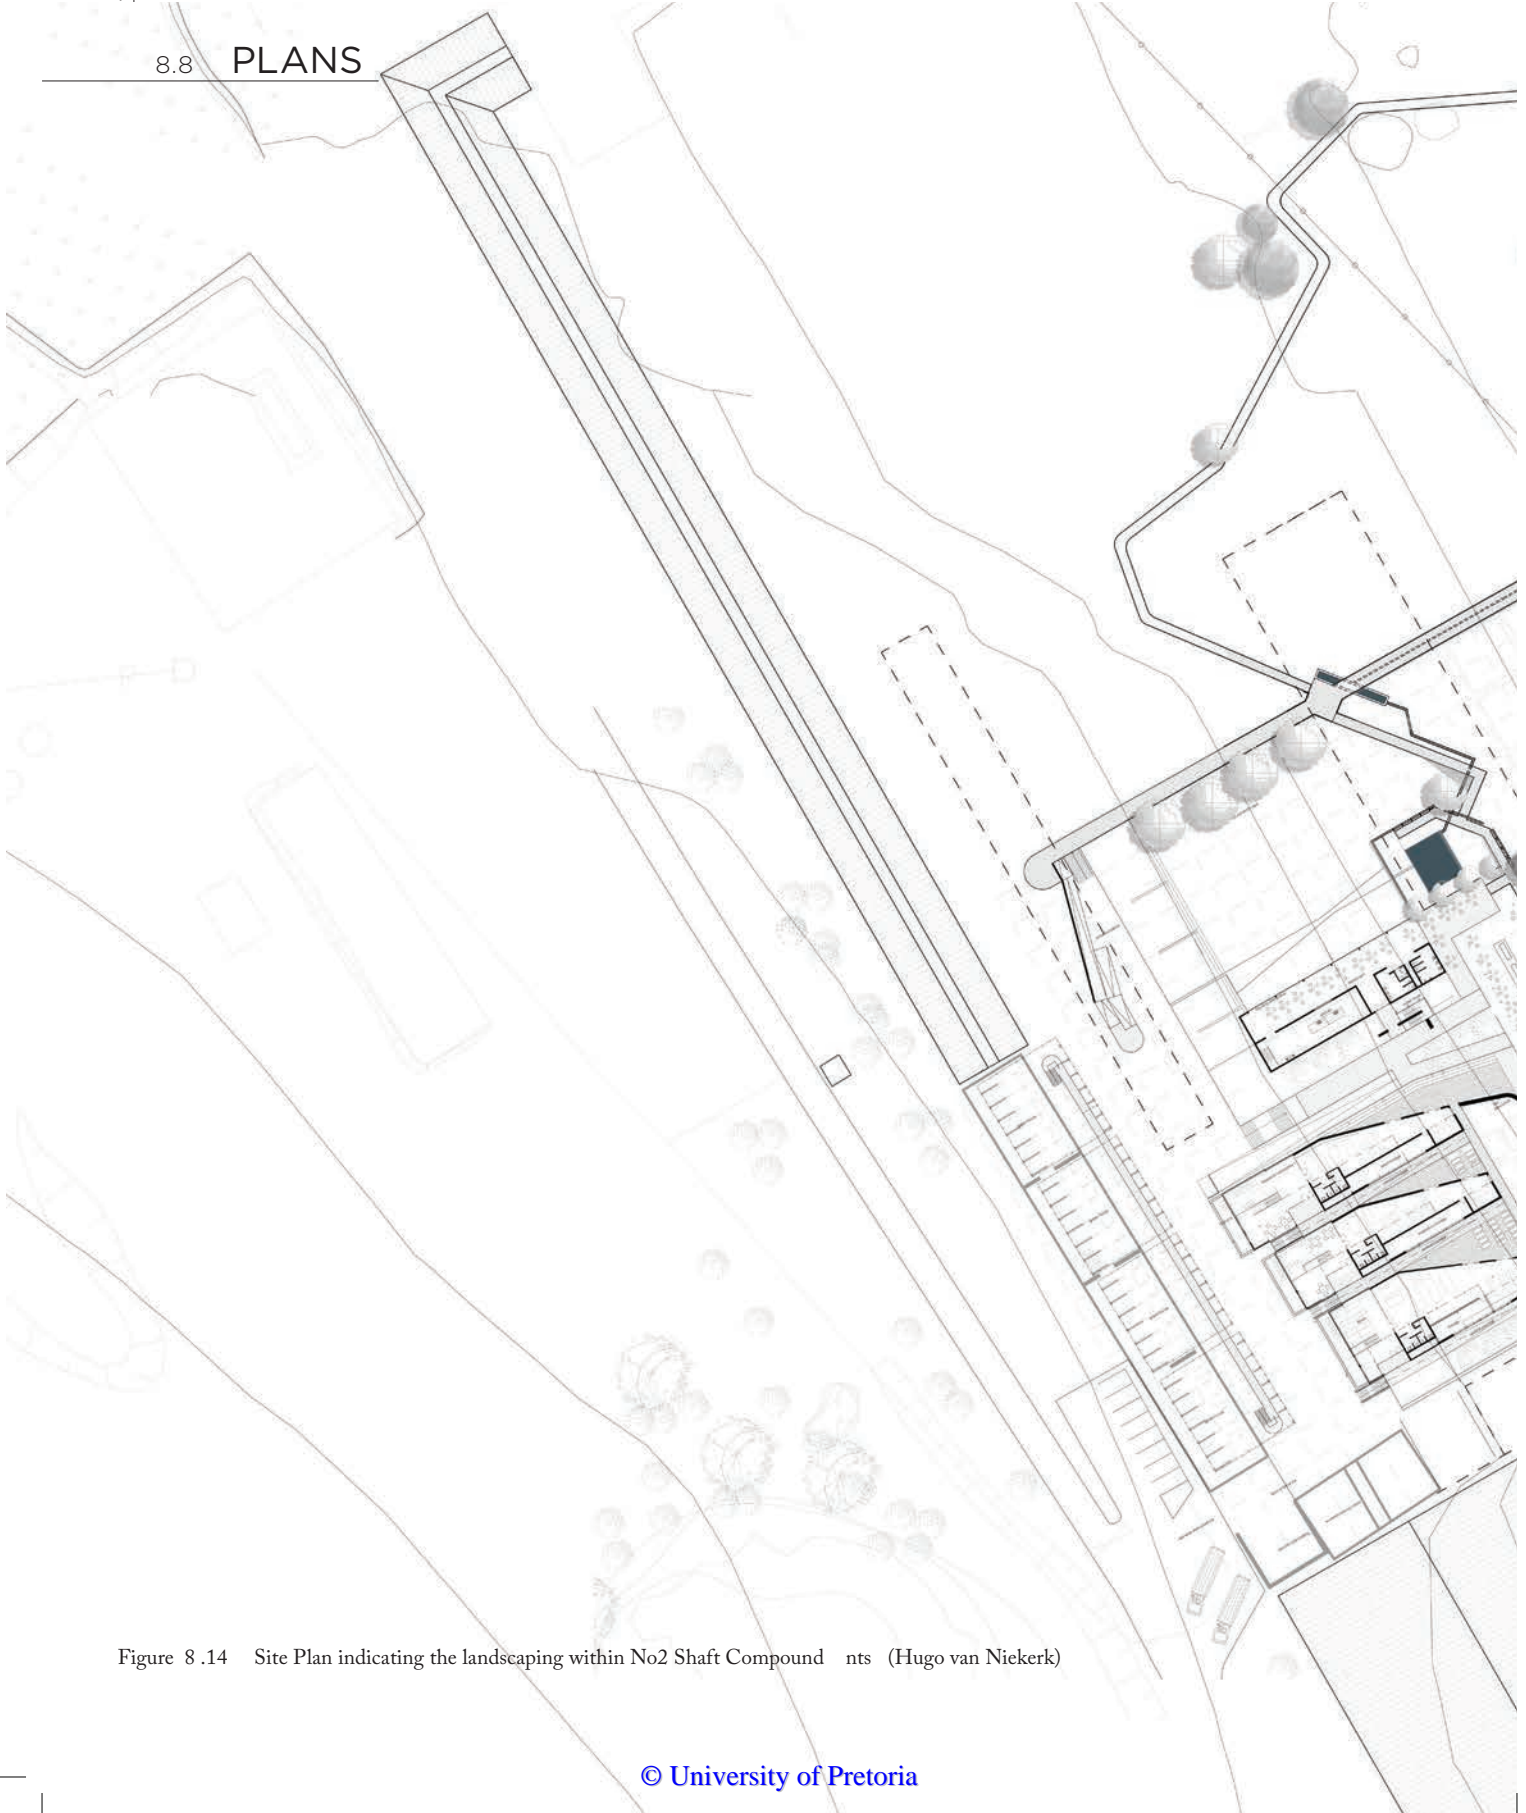 8.8 PLANS
Figure 8 .14 Site Plan indicating the landscaping within No2 Shaft Compound nts (Hugo van Niekerk)
© University of Pretoria